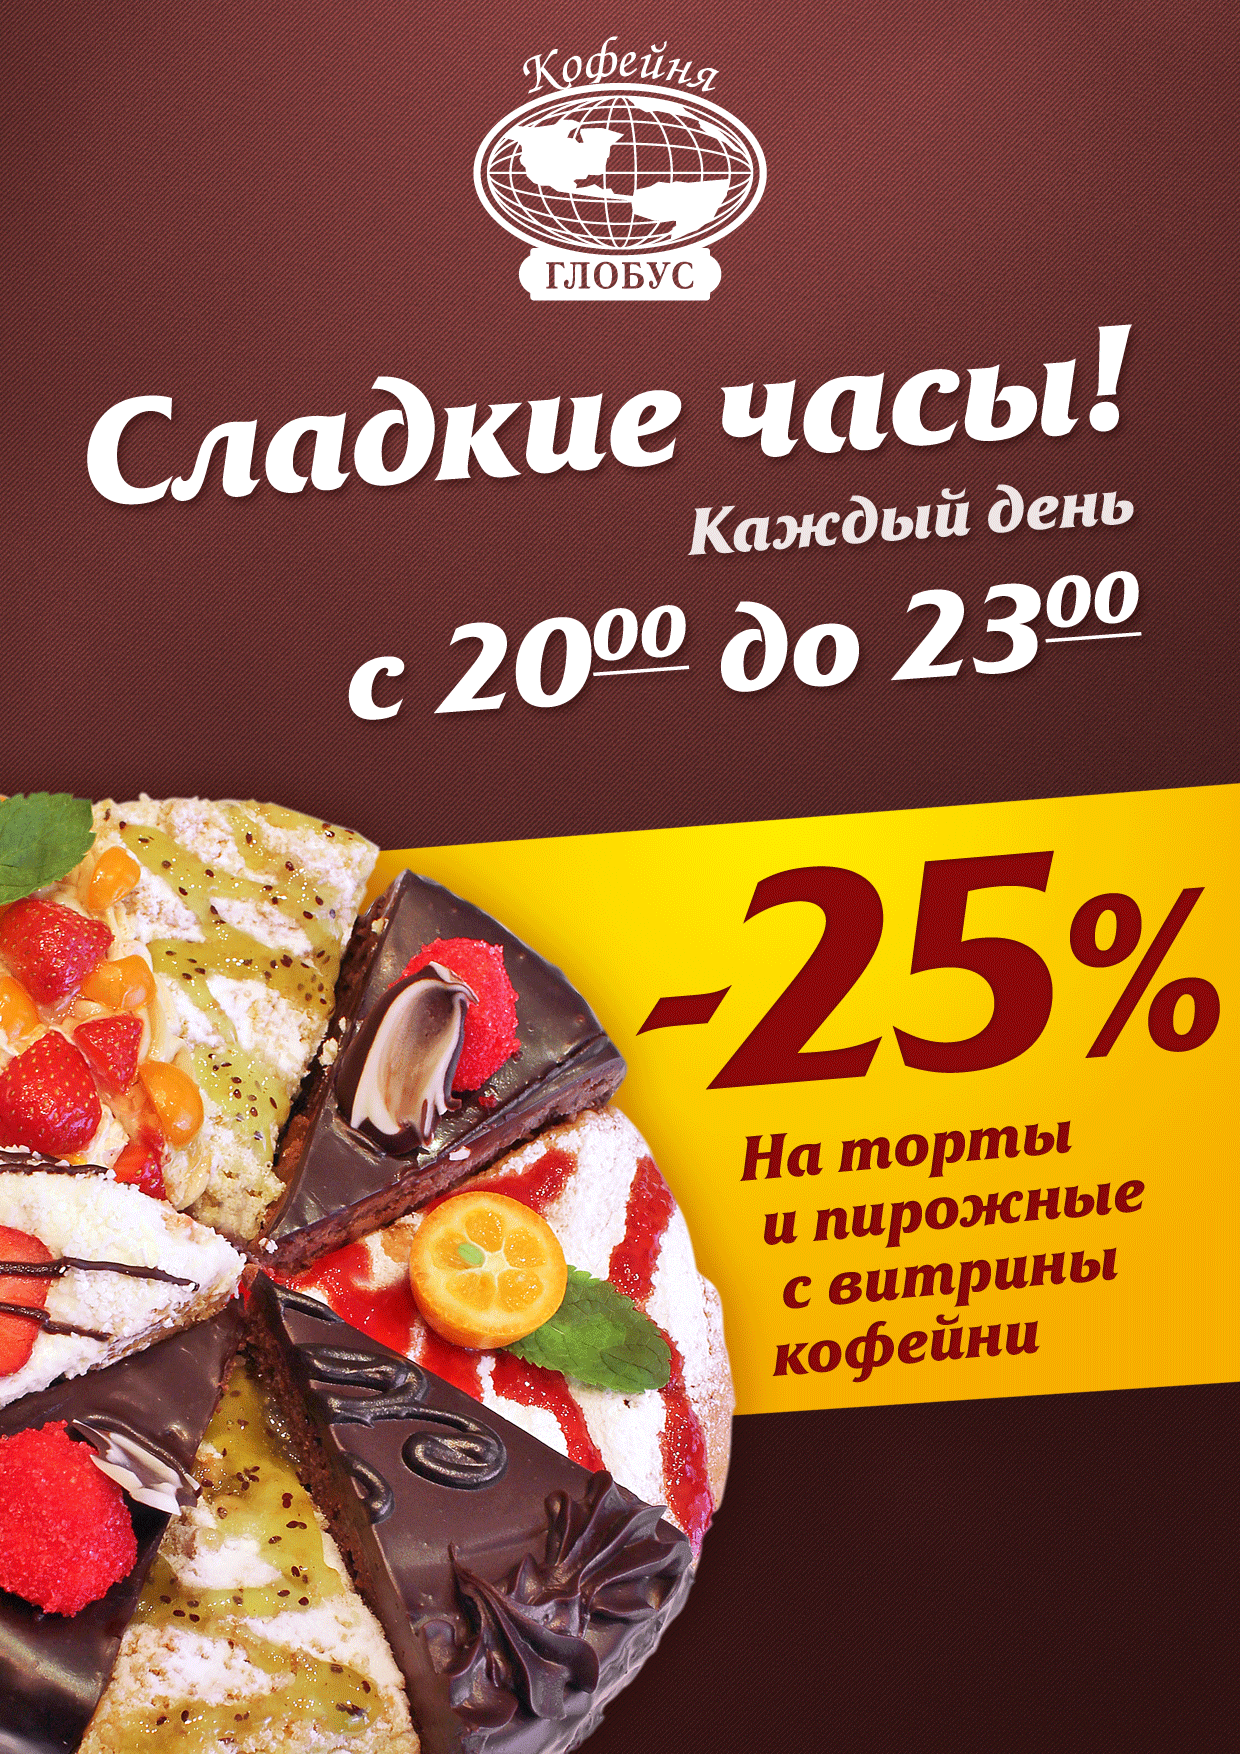 Кофейня
ГЛОБУС
Сладкие часы!
Каждый день
с 20⁰⁰ до 23⁰⁰
-25%
На торты
и пирожные
с витрины
кофейни